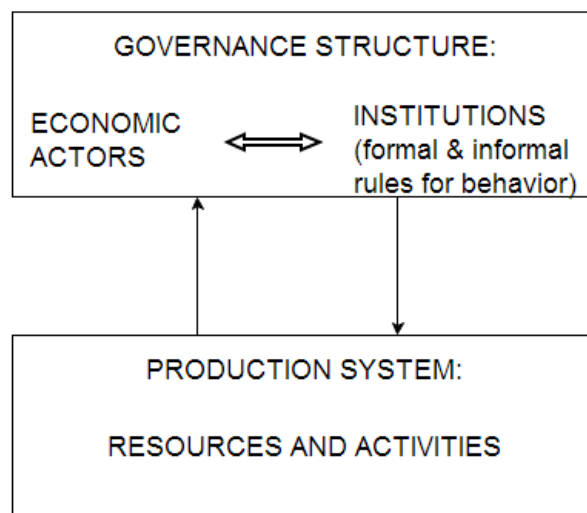 GOVERNANCE STRUCTURE:
ECONOMIC
ACTORS
INSTITUTIONS
(formal & informal
rules for behavior)
PRODUCTION SYSTEM:
RESOURCES AND ACTIVITIES